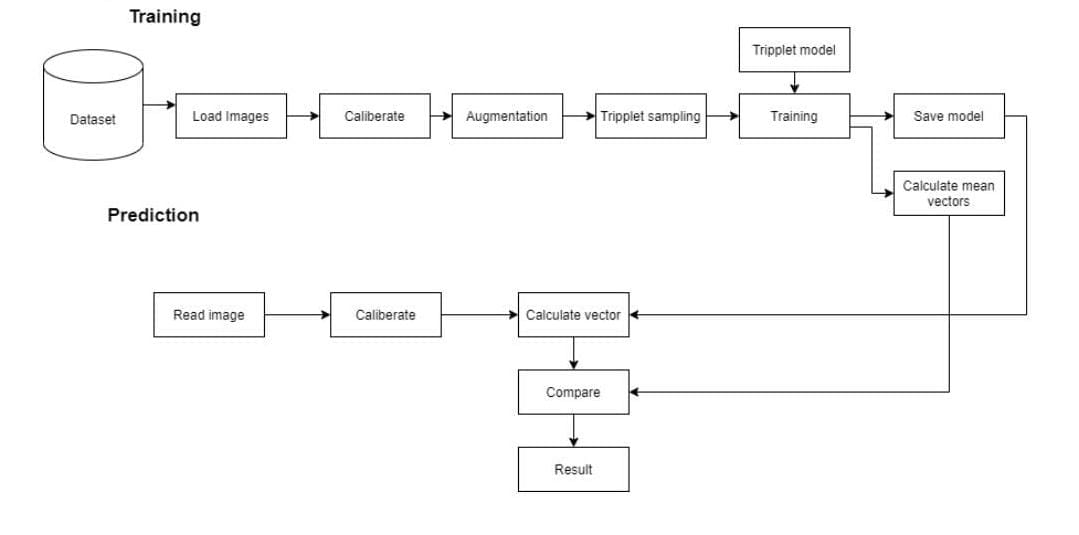 Training
Tripplet model
Dataset
Load Images
Caliberate
Augmentation
Tripplet sampling
Training
Save model
Calculate mean
vectors
Prediction
Read image
Caliberate
Calculate vector
Compare
Result